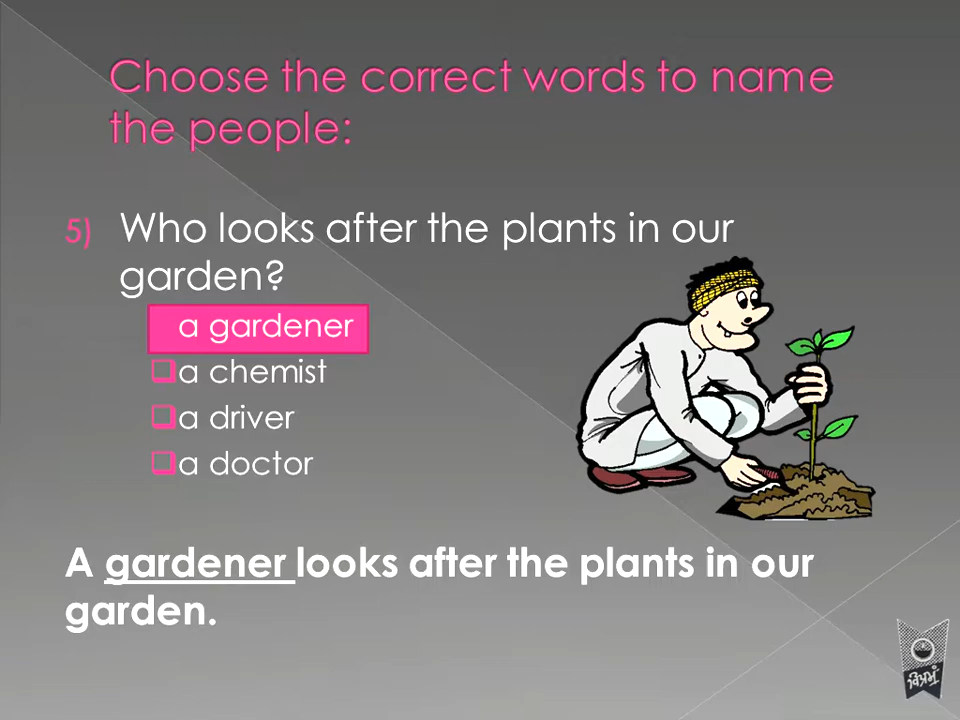 Choose the correct words to name
the people:
5) Who looks after the plants in our
garden?
a gardener
a chemist
a driver
a doctor
A gardener looks after the plants in our
garden.